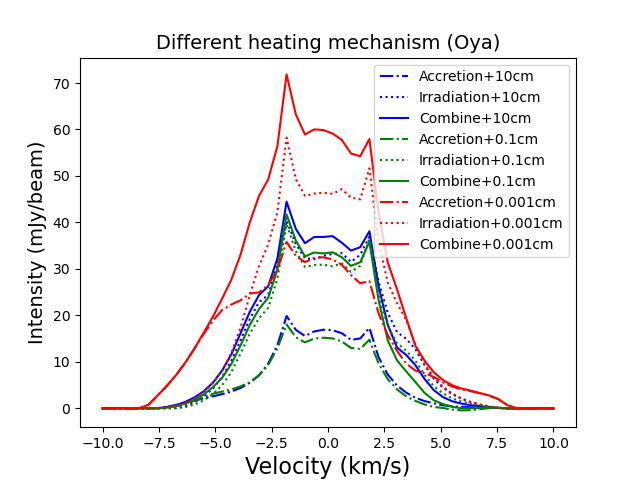 Different heating mechanism (Oya)
Intensity (mJy/beam)
70
60
50
40
30
20
10
0
Accretion+10cm
Irradiation+10cm
Combine+10cm
Accretion+0.1cm
Irradiation+0.1cm
Combine+0.1cm
Accretion+0.001cm
Irradiation+0.001cm
Combine+0.001cm
−10.0 −7.5 −5.0 −2.5 0.0 2.5 5.0 7.5 10.0
Velocity (km/s)